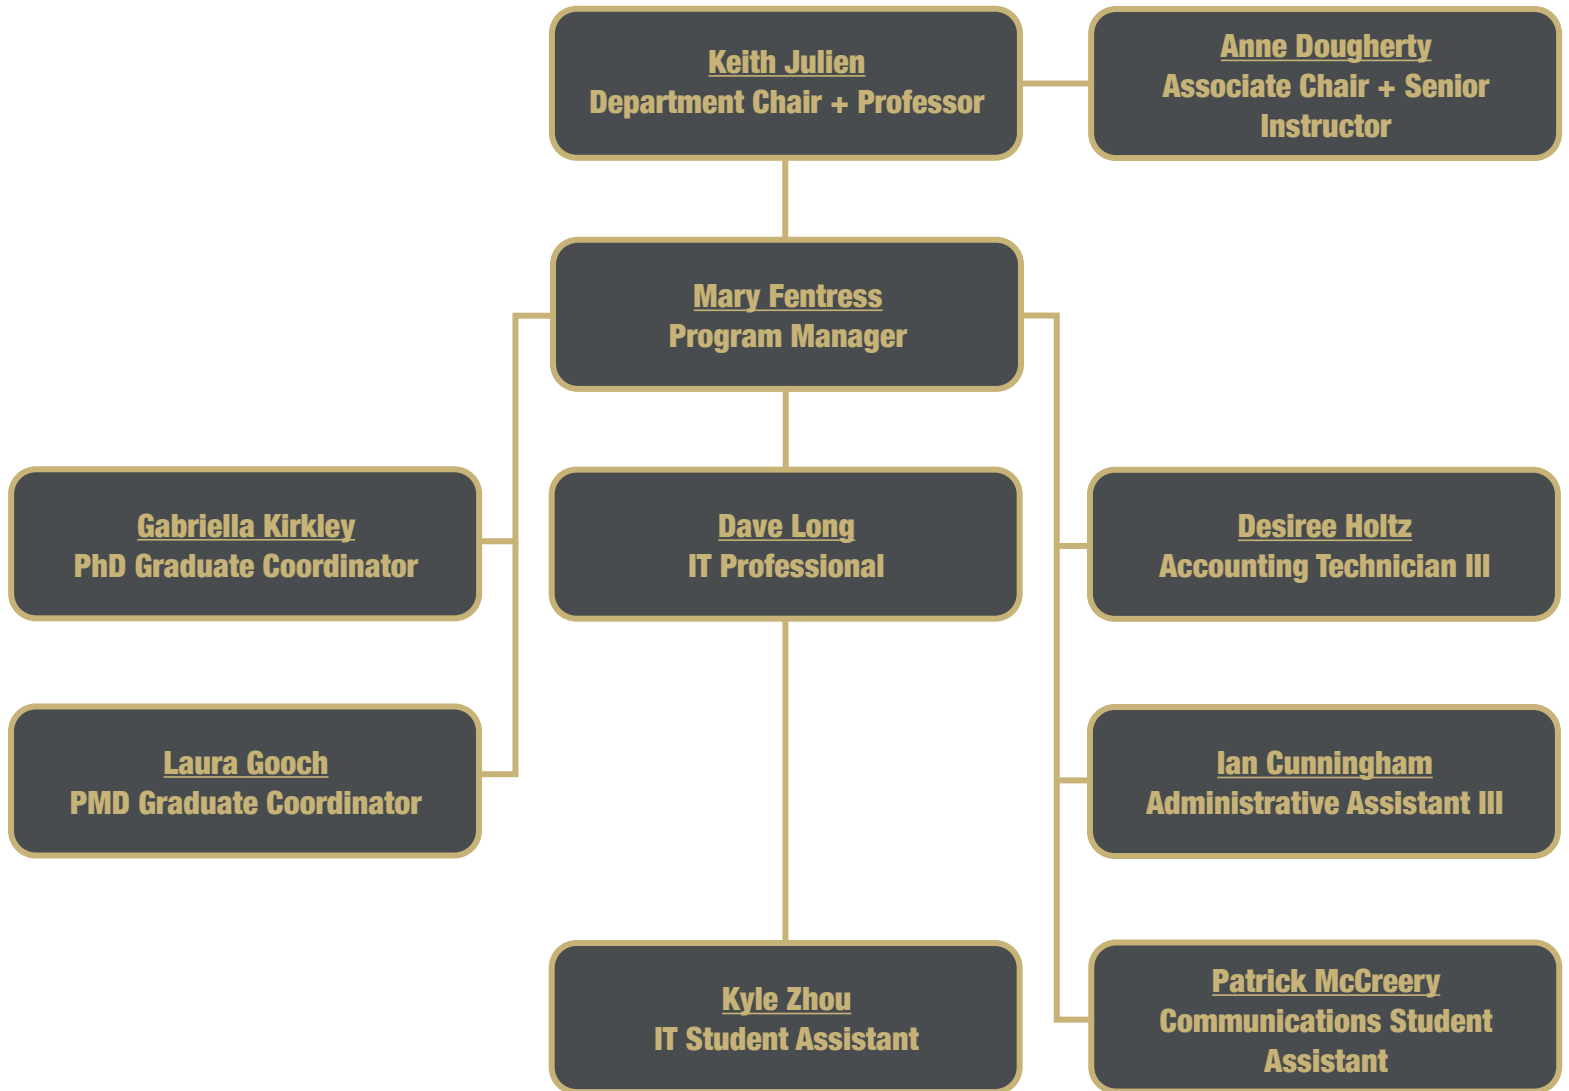 Keith Julien
Department Chair + Professor
Anne Dougherty
Associate Chair + Senior
Instructor
Mary Fentress
Program Manager
Gabriella Kirkley
PhD Graduate Coordinator
Dave Long
IT Professional
Desiree Holtz
Accounting Technician III
Laura Gooch
PMD Graduate Coordinator
Ian Cunningham
Administrative Assistant III
Kyle Zhou
IT Student Assistant
Patrick McCreery
Communications Student
Assistant